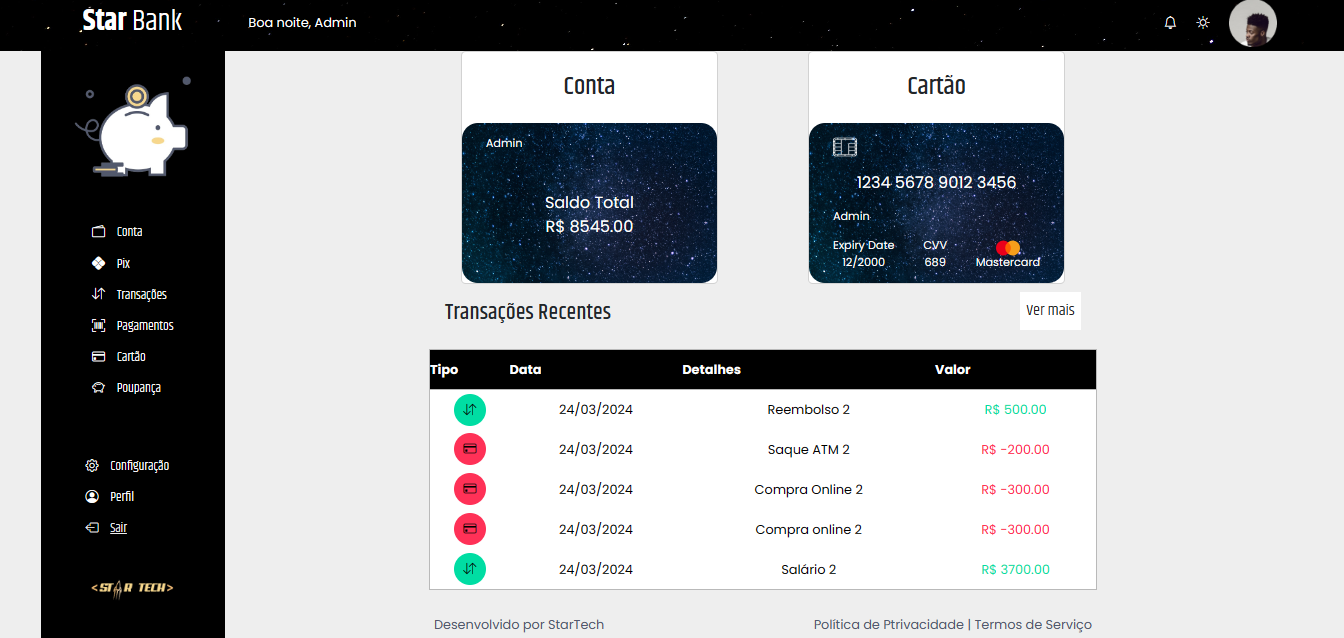 Star Bank
Boa noite, Admin
Conta
Pix
Transações
Pagamentos
Cartão
Poupança
Configuração
Perfil
Sair
<STAR TECH>
Conta
Admin
Saldo Total
R$ 8545.00
Cartão
1234 5678 9012 3456
Admin
Expiry Date CVV
12/2000 689 Mastercard
Transações Recentes
Ver mais
Tipo Data Detalhes Valor
24/03/2024 Reembolso 2 R$ 500.00
24/03/2024 Saque ATM 2 R$ -200.00
24/03/2024 Compra Online 2 R$ -300.00
24/03/2024 Compra online 2 R$ -300.00
24/03/2024 Salário 2 R$ 3700.00
Desenvolvido por StarTech
Política de Ptrivacidade | Termos de Serviço